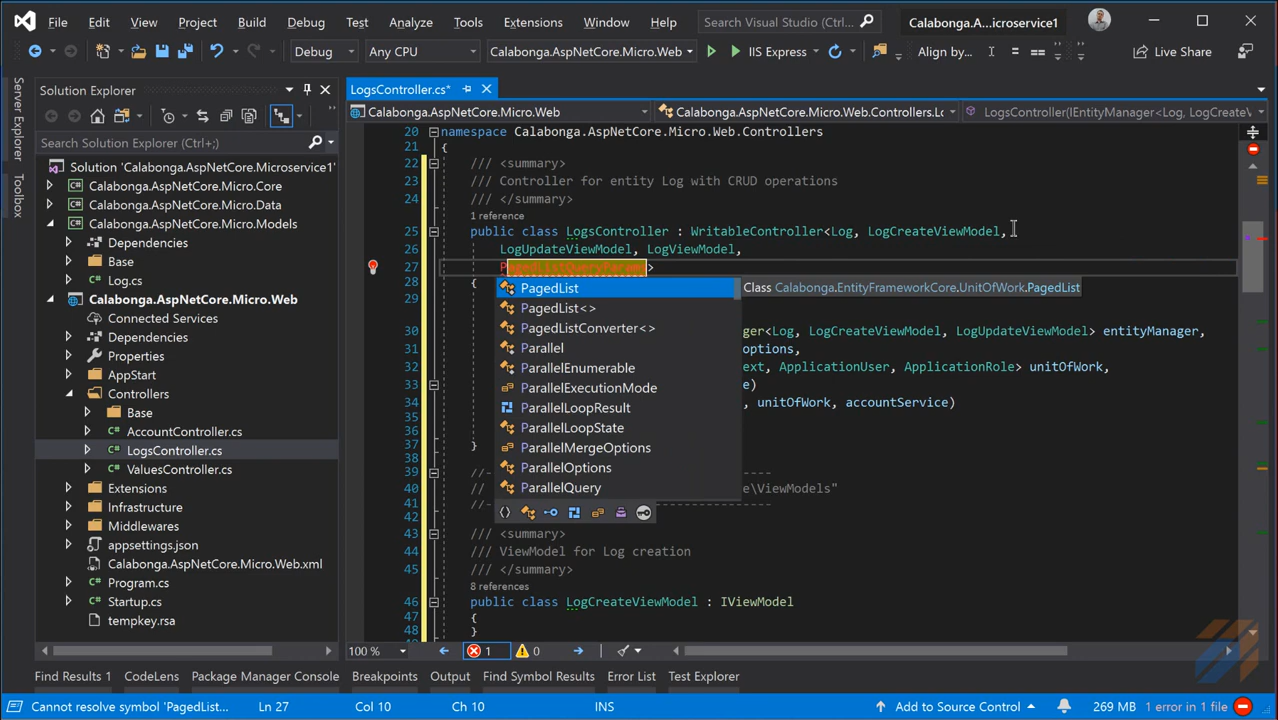 File Edit View Project Build Debug Test Analyze Tools Extensions Window Help Search Visual Studio Calabonga.A...icroservice1
Debug Any CPU Calabonga.AspNetCore.Micro.Web IIS Express Align by... Live Share
Server Explorer
Toolbox
Solution Explorer
Search Solution Explorer (Ctrl+;)
Solution 'Calabonga.AspNetCore.Microservice1'
Calabonga.AspNetCore.Micro.Core
Calabonga.AspNetCore.Micro.Data
Calabonga.AspNetCore.Micro.Models
Dependencies
Base
Log.cs
Calabonga.AspNetCore.Micro.Web
Connected Services
Dependencies
Properties
AppStart
Controllers
Base
AccountController.cs
LogsController.cs
ValuesController.cs
Extensions
Infrastructure
Middlewares
appsettings.json
Calabonga.AspNetCore.Micro.Web.xml
Program.cs
Startup.cs
tempkey.rsa
LogsController.cs*
Calabonga.AspNetCore.Micro.Web Calabonga.AspNetCore.Micro.Web.Controllers.Lc LogsController(IEntityManager<Log, LogCreateV
20 namespace Calabonga.AspNetCore.Micro.Web.Controllers
21 {
22 /// <summary>
23 /// Controller for entity Log with CRUD operations
24 /// </summary>
1 reference
25 public class LogsController : WritableController<Log, LogCreateViewModel,
26 LogUpdateViewModel, LogViewModel,
27 PagedListQueryParams>
28 {
PagedList Class Calabonga.EntityFrameworkCore.UnitOfWork.PagedList
29
PagedList<>
30 ger<Log, LogCreateViewModel, LogUpdateViewModel> entityManager,
PagedListConverter<>
31 options,
Parallel
32 ext, ApplicationUser, ApplicationRole> unitOfWork,
ParallelEnumerable
33 e)
ParallelExecutionMode
34 , unitOfWork, accountService)
ParallelLoopResult
35
36
ParallelLoopState
37 }
ParallelMergeOptions
38
39 //- ----
ParallelOptions
40 // e\ViewModels"
ParallelQuery
41 //- ----
42
43 /// <summary>
44 /// ViewModel for Log creation
45 /// </summary>
8 references
46 public class LogCreateViewModel : IViewModel
47 {
48 }
100 % 1 0
Find Results 1 CodeLens Package Manager Console Breakpoints Output Find Symbol Results Error List Test Explorer
Cannot resolve symbol 'PagedList... Ln 27 Col 10 Ch 10 INS Add to Source Control 269 MB 1 error in 1 file